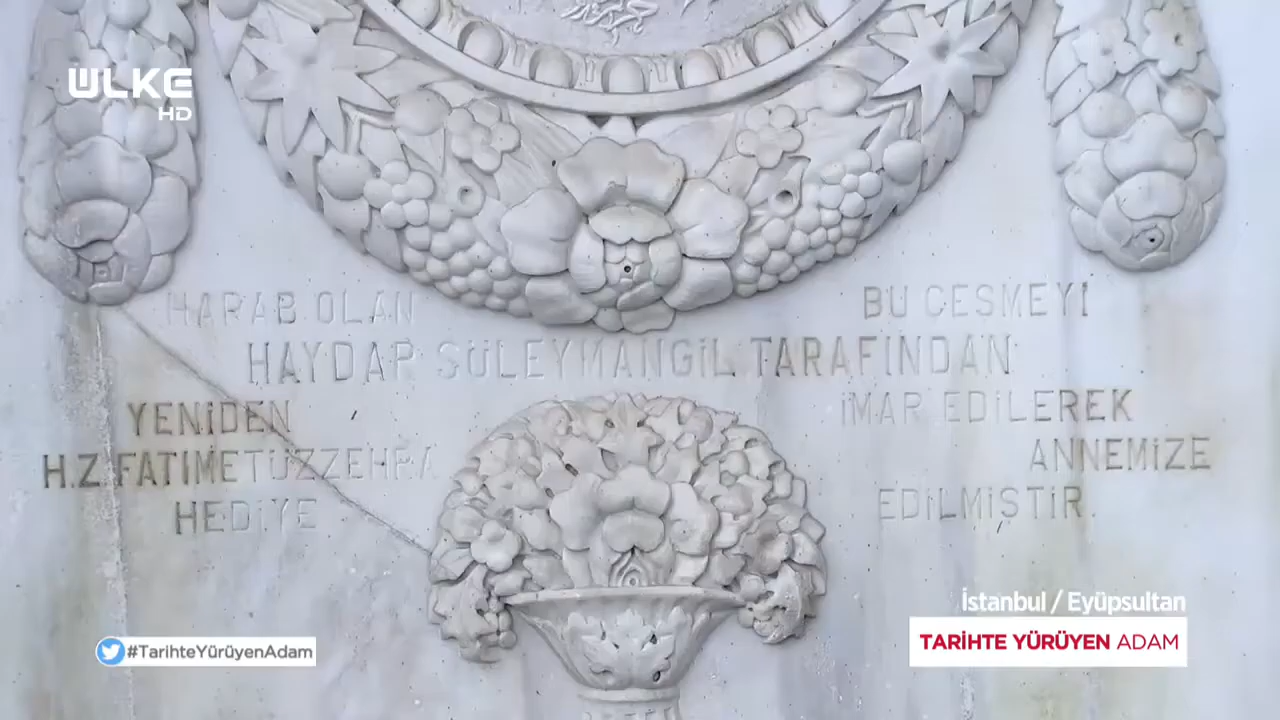 ÜLKE
HD
HARAB OLAN BU ÇEŞMEYİ
HAYDAR SÜLEYMANGİL TARAFINDAN
YENİDEN İMAR EDİLEREK
H.Z. FATIMETÜZZEHRA ANNEMİZE
HEDİYE EDİLMİŞTİR.
İstanbul / Eyüpsultan
#TarihteYürüyenAdam
TARİHTE YÜRÜYEN ADAM